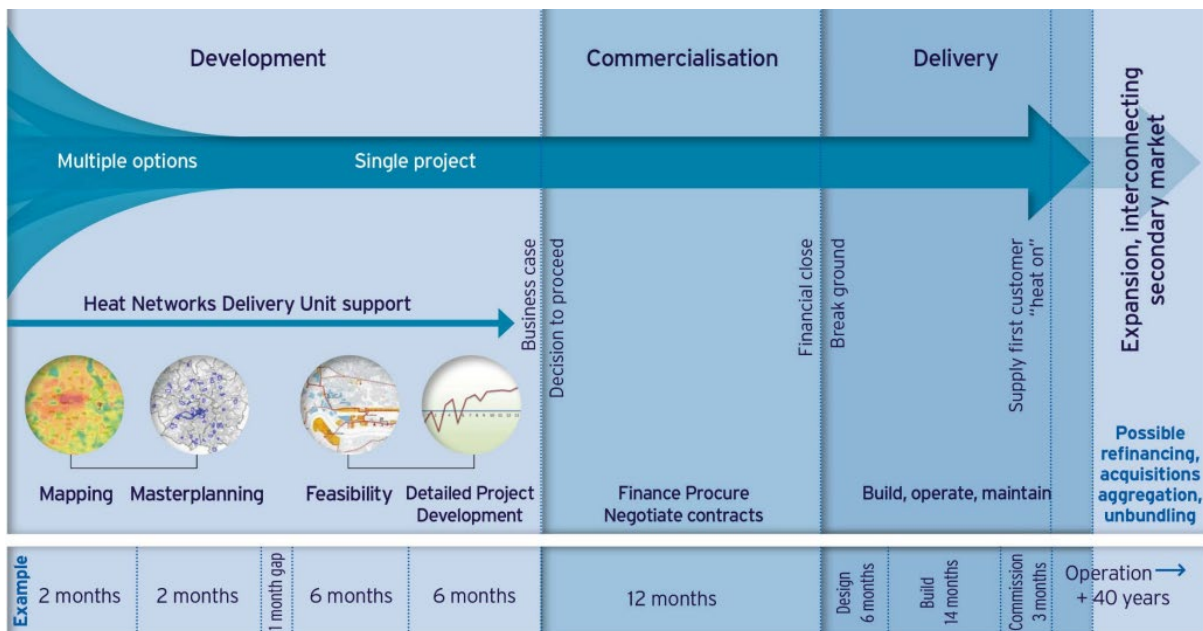 Development
Commercialisation
Delivery
Multiple options
Single project
Expansion, interconnecting
secondary market
Heat Networks Delivery Unit support
Business case
Decision to proceed
Financial close
Break ground
Supply first customer
“heat on”
Mapping
Masterplanning
Feasibility
Detailed Project
Development
Finance Procure
Negotiate contracts
Build, operate, maintain
Possible
refinancing,
acquisitions
aggregation,
unbundling
Example
2 months
2 months
1 month gap
6 months
6 months
12 months
Design
6 months
Build
14 months
Commission
3 months
Operation
+ 40 years